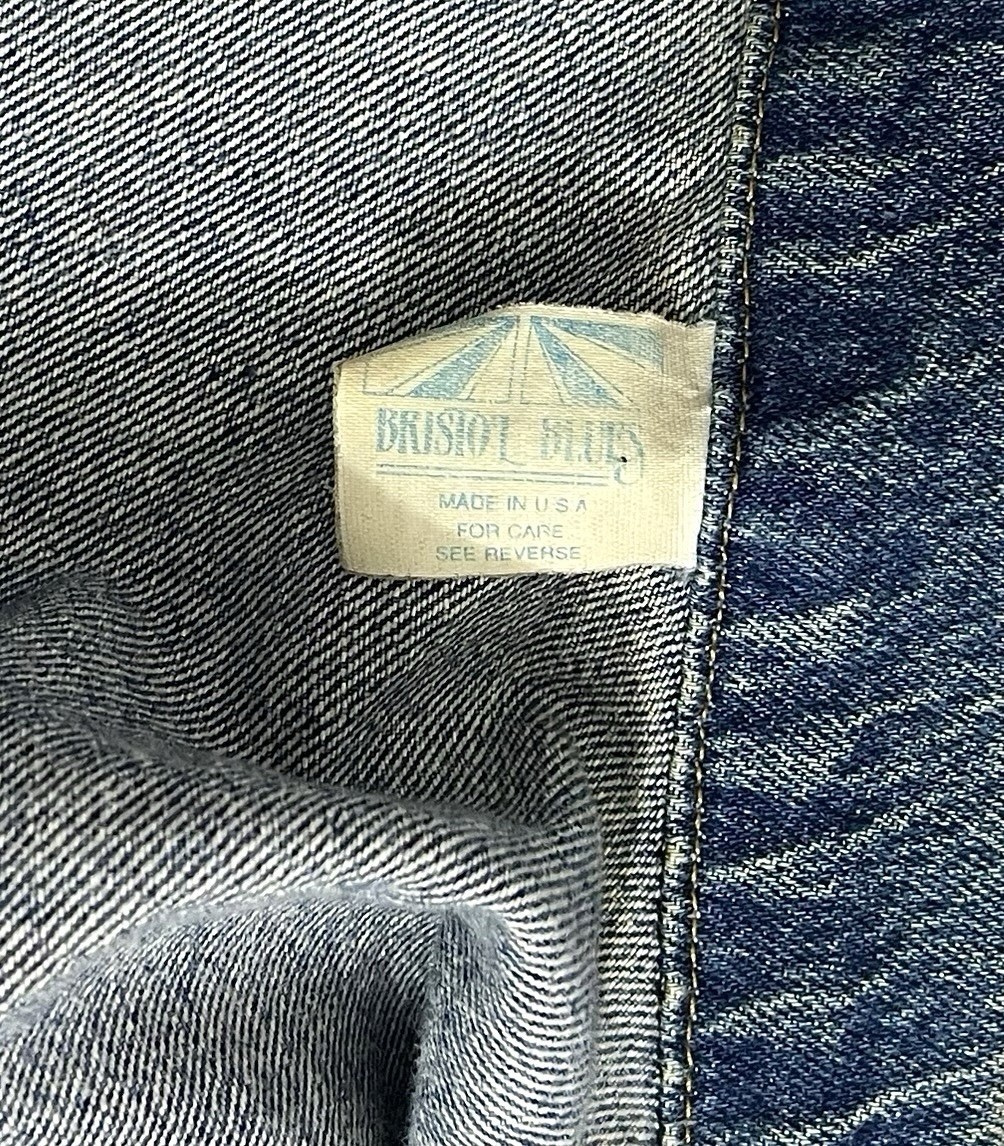 BRISTOL BLUES
MADE IN U S A
FOR CARE
SEE REVERSE